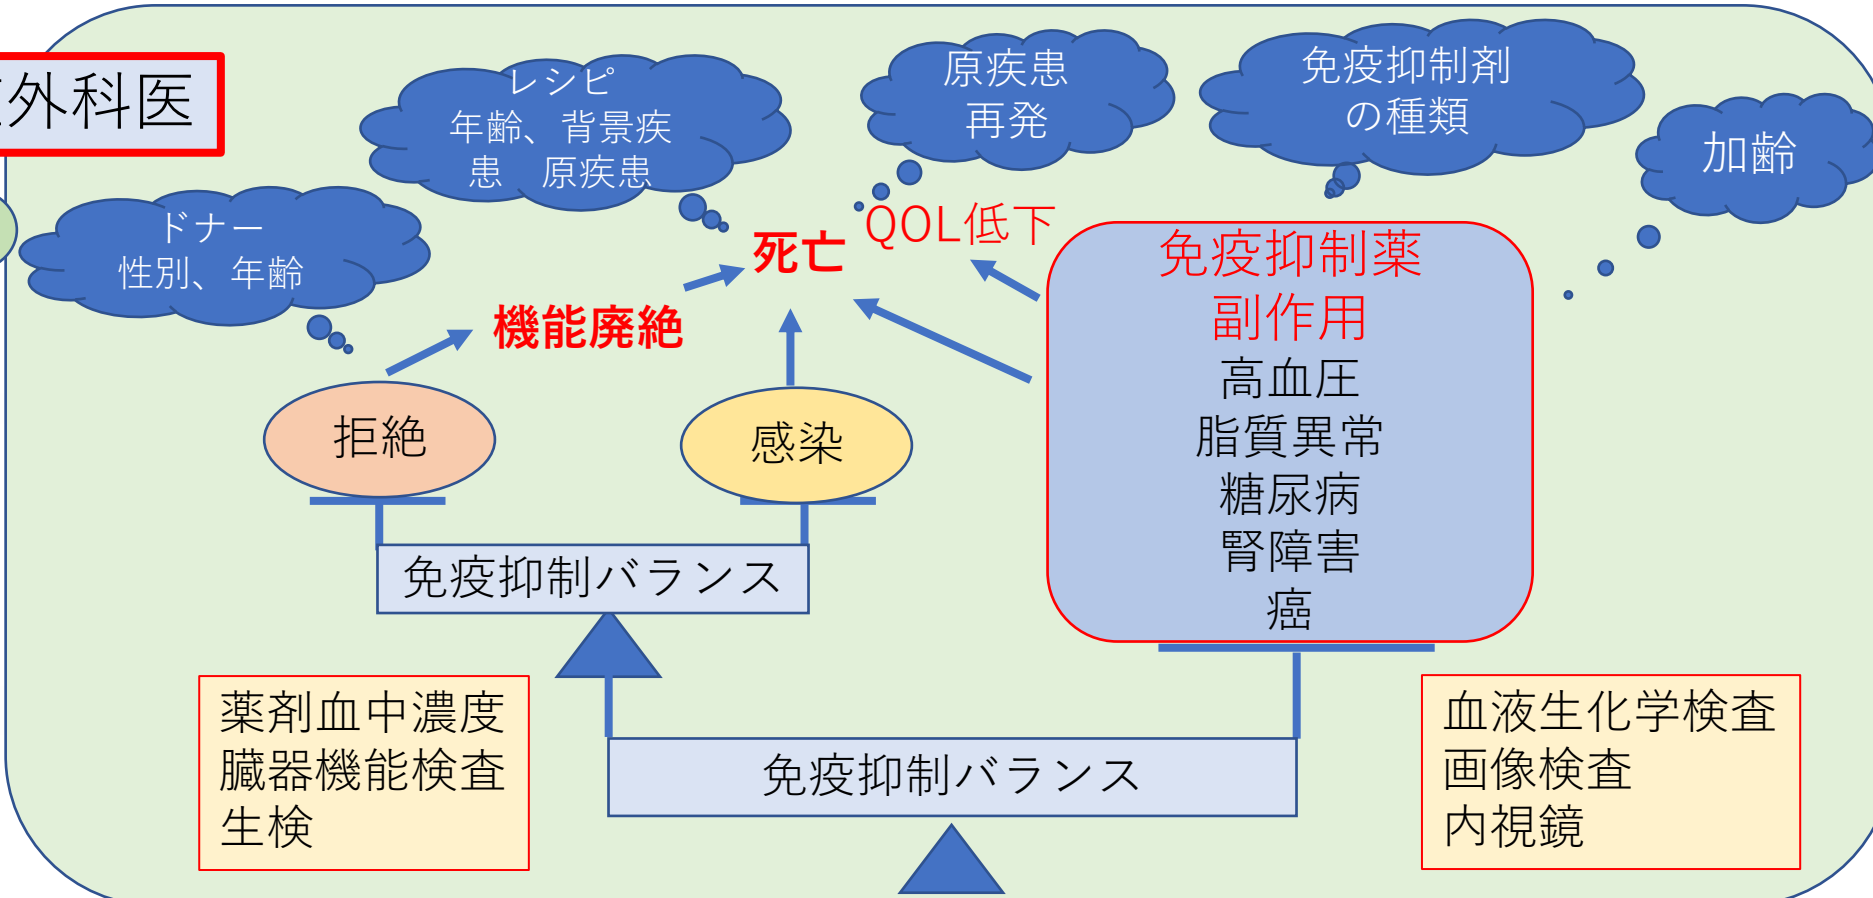 外科医
レシピ
年齢、背景疾
患　原疾患
原疾患
再発
免疫抑制剤
の種類
加齢
ドナー
性別、年齢
死亡
QOL低下
機能廃絶
免疫抑制薬
副作用
高血圧
脂質異常
糖尿病
腎障害
癌
拒絶
感染
免疫抑制バランス
薬剤血中濃度
臓器機能検査
生検
免疫抑制バランス
血液生化学検査
画像検査
内視鏡